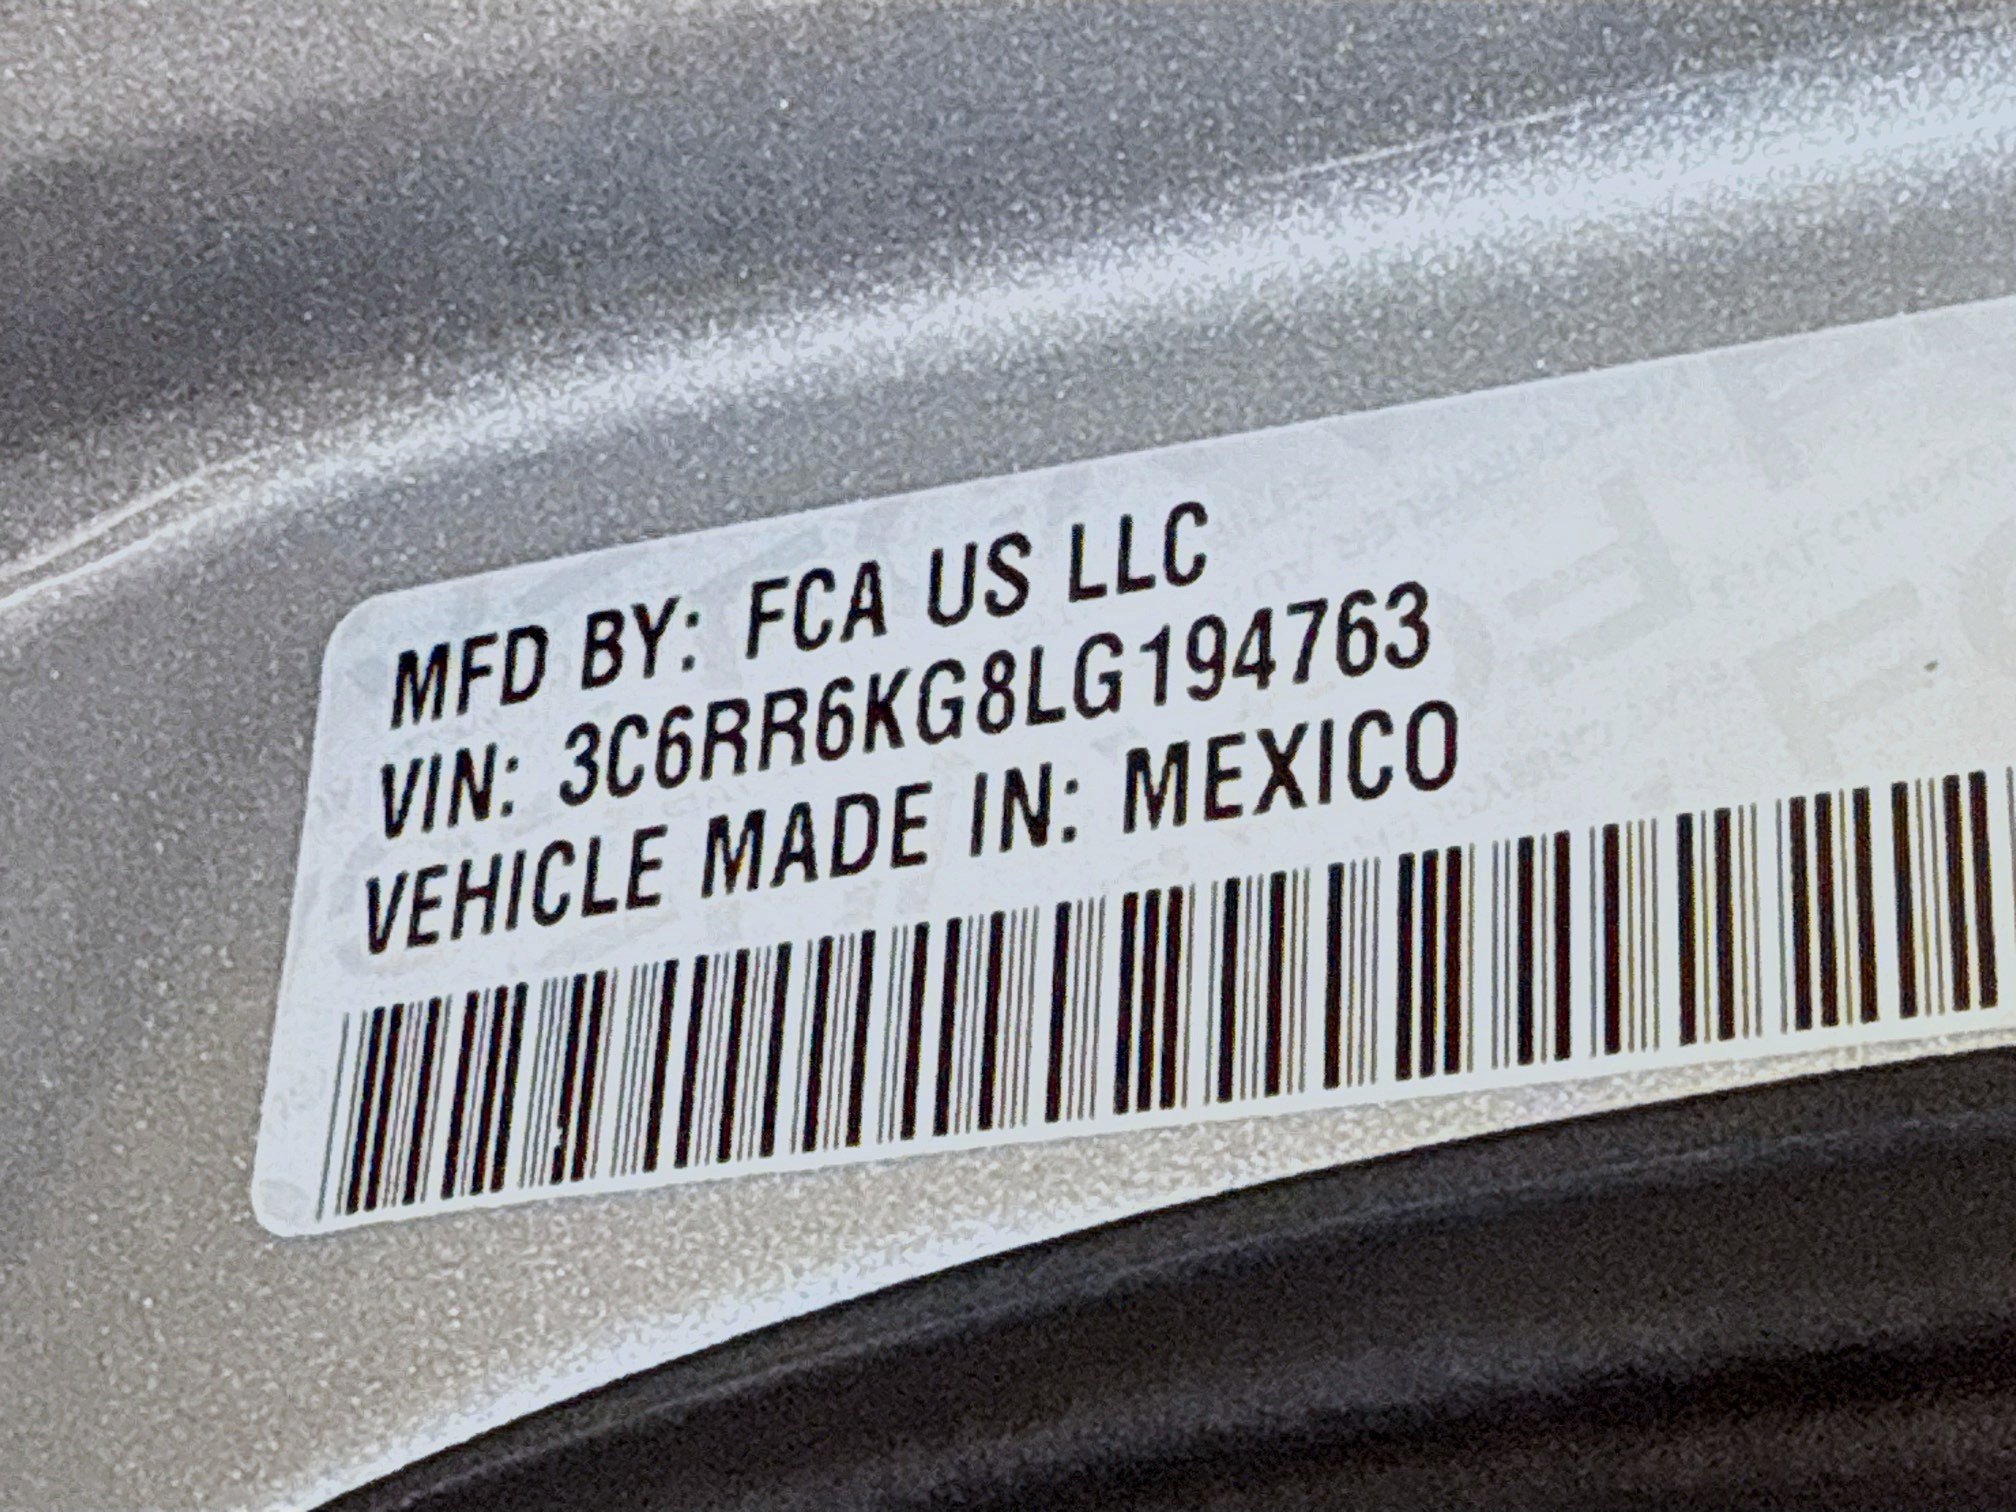 MFD BY: FCA US LLC
VIN: 3C6RR6KG8LG194763
VEHICLE MADE IN: MEXICO